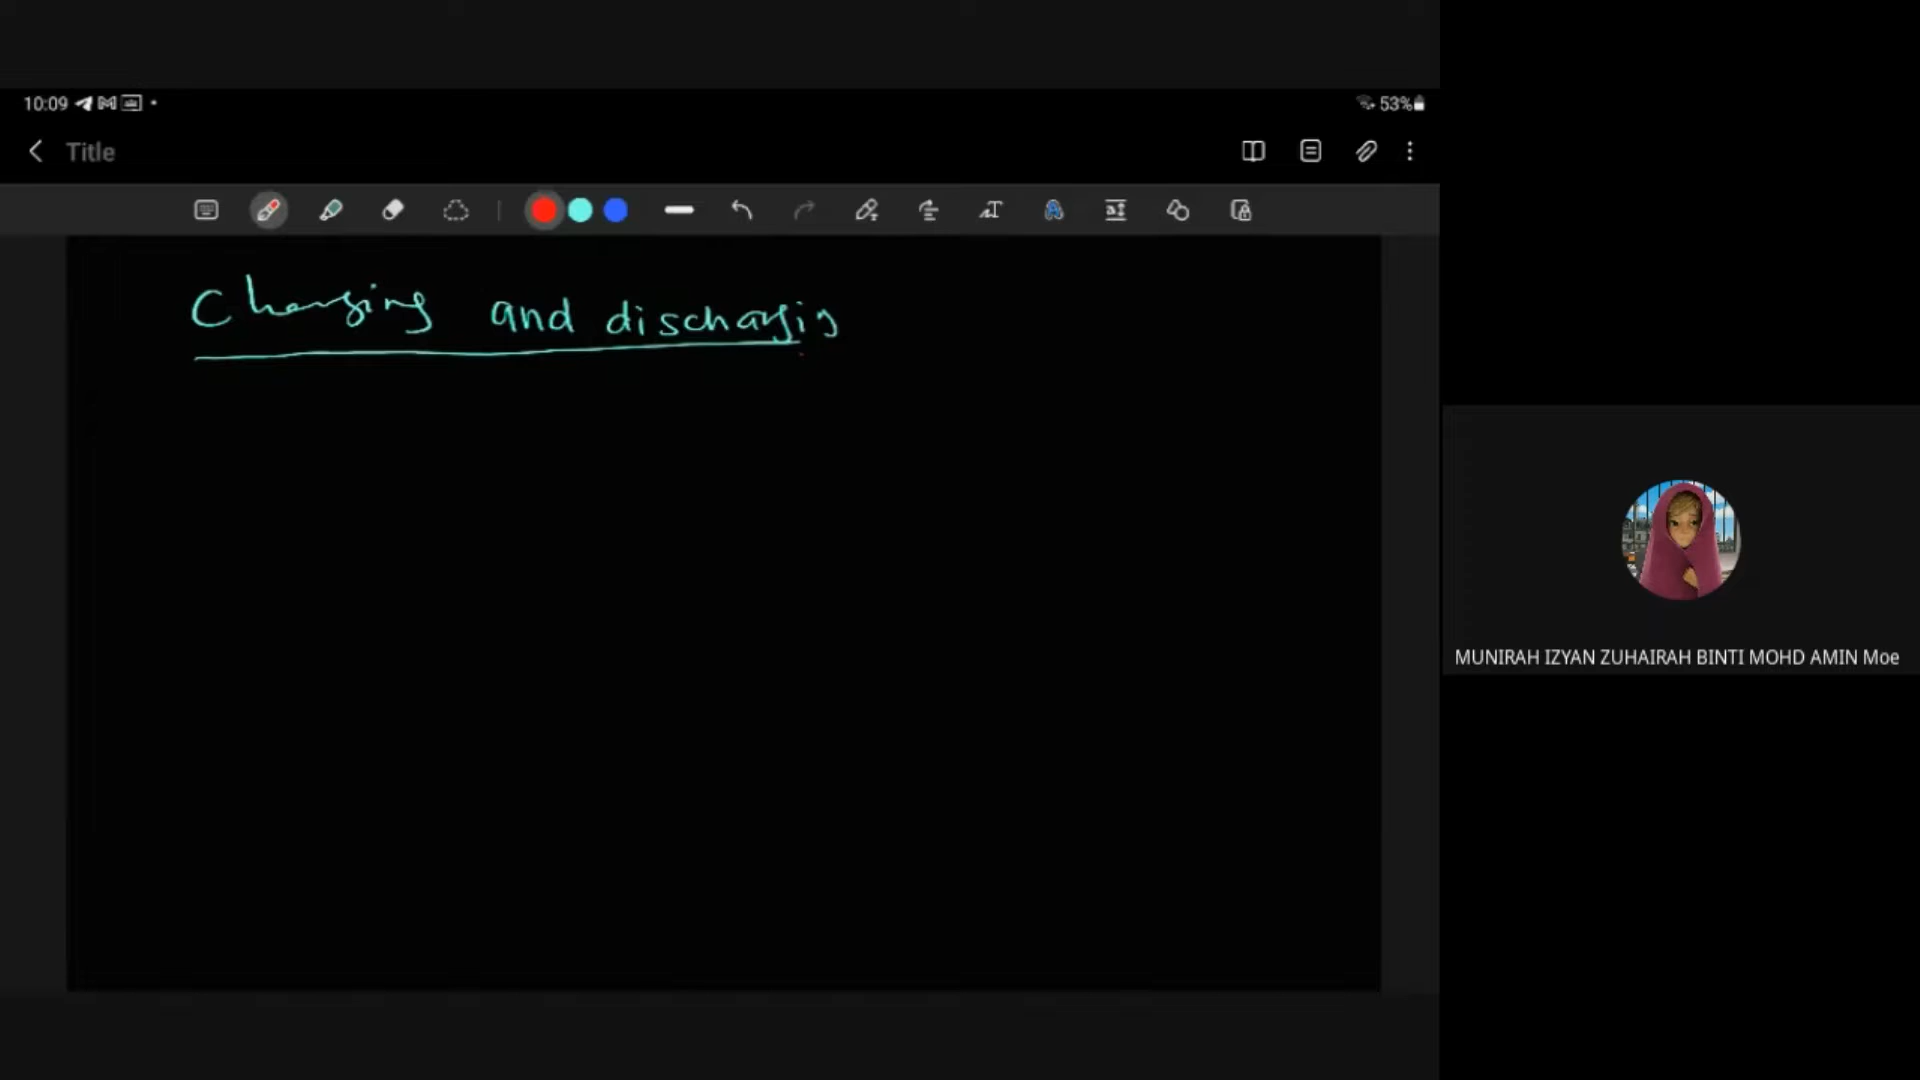 10:09
53%
Title
Charging and discharging
MUNIRAH IZYAN ZUHAIRAH BINTI MOHD AMIN Moe